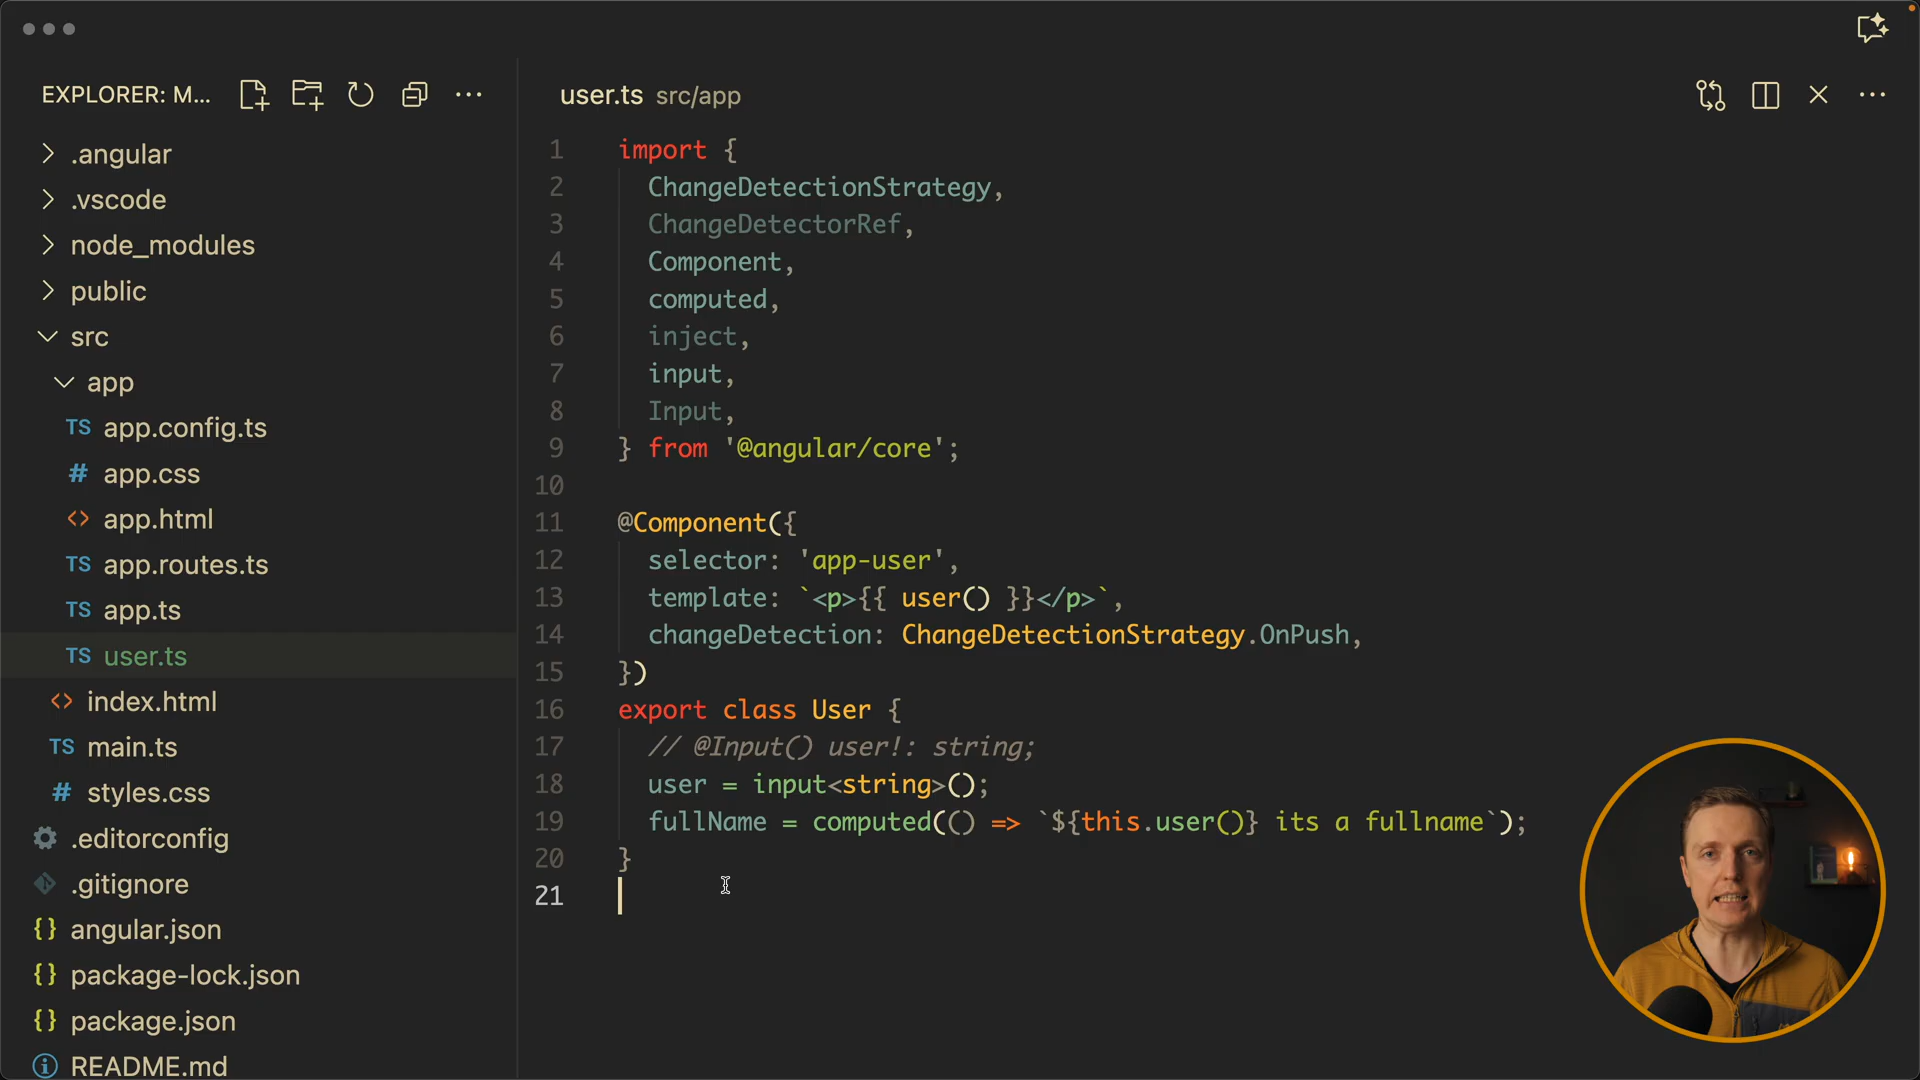 EXPLORER: M...
.angular
.vscode
node_modules
public
src
app
TS app.config.ts
# app.css
<> app.html
TS app.routes.ts
TS app.ts
TS user.ts
<> index.html
TS main.ts
# styles.css
.editorconfig
.gitignore
{} angular.json
{} package-lock.json
{} package.json
README.md
user.ts src/app
1 import {
2 ChangeDetectionStrategy,
3 ChangeDetectorRef,
4 Component,
5 computed,
6 inject,
7 input,
8 Input,
9 } from '@angular/core';
10
11 @Component({
12 selector: 'app-user',
13 template: `<p>{{ user() }}</p>`,
14 changeDetection: ChangeDetectionStrategy.OnPush,
15 })
16 export class User {
17 // @Input() user!: string;
18 user = input<string>();
19 fullName = computed(() => `${this.user()} its a fullname`);
20 }
21